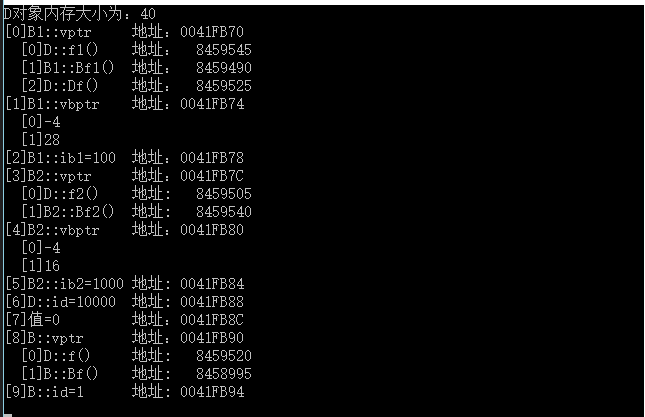 D对象内存大小为：40
[0]B1::vptr 地址：0041FB70
[0]D::f1() 地址： 8459545
[1]B1::Bf1() 地址： 8459490
[2]D::Df() 地址： 8459525
[1]B1::vbptr 地址：0041FB74
[0]-4
[1]28
[2]B1::ib1=100 地址：0041FB78
[3]B2::vptr 地址：0041FB7C
[0]D::f2() 地址： 8459505
[1]B2::Bf2() 地址： 8459540
[4]B2::vbptr 地址：0041FB80
[0]-4
[1]16
[5]B2::ib2=1000 地址：0041FB84
[6]D::id=10000 地址：0041FB88
[7]值=0 地址：0041FB8C
[8]B::vptr 地址：0041FB90
[0]D::f() 地址： 8459520
[1]B::Bf() 地址： 8458995
[9]B::id=1 地址：0041FB94